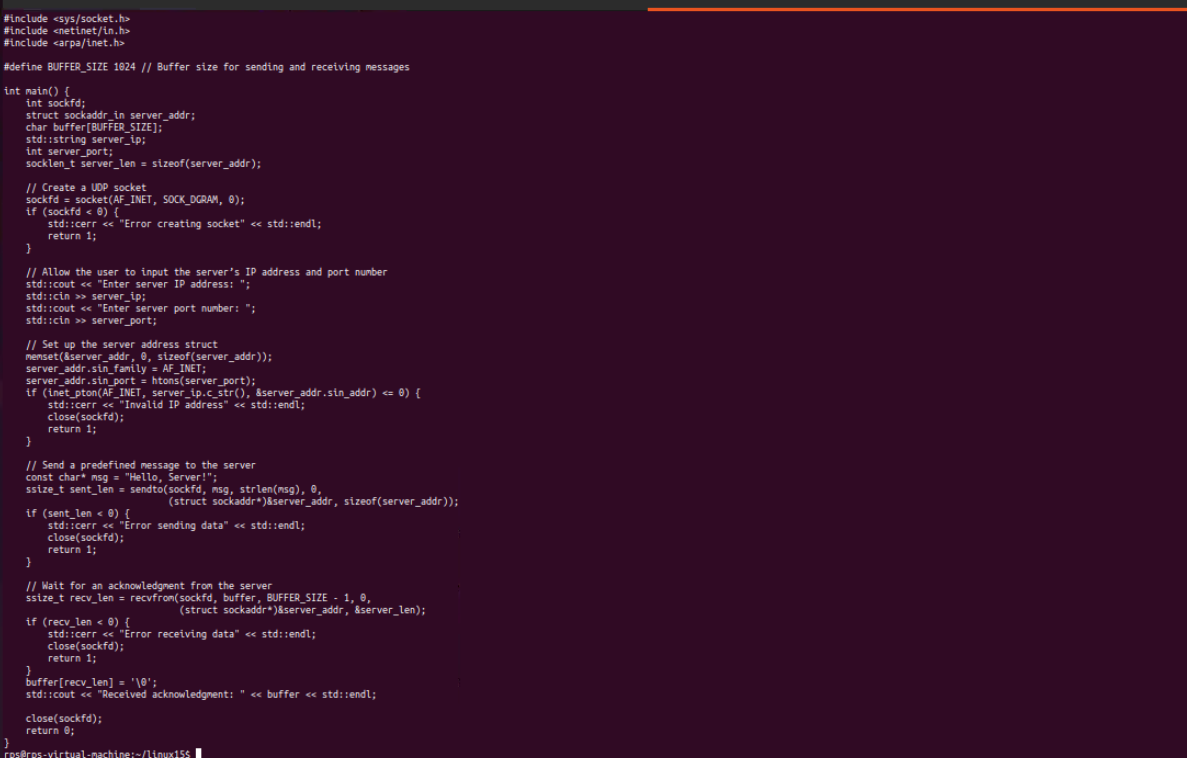 #include <sys/socket.h>
#include <netinet/in.h>
#include <arpa/inet.h>

#define BUFFER_SIZE 1024 // Buffer size for sending and receiving messages

int main() {
    int sockfd;
    struct sockaddr_in server_addr;
    char buffer[BUFFER_SIZE];
    std::string server_ip;
    int server_port;
    socklen_t server_len = sizeof(server_addr);

    // Create a UDP socket
    sockfd = socket(AF_INET, SOCK_DGRAM, 0);
    if (sockfd < 0) {
        std::cerr << "Error creating socket" << std::endl;
        return 1;
    }

    // Allow the user to input the server’s IP address and port number
    std::cout << "Enter server IP address: ";
    std::cin >> server_ip;
    std::cout << "Enter server port number: ";
    std::cin >> server_port;

    // Set up the server address struct
    memset(&server_addr, 0, sizeof(server_addr));
    server_addr.sin_family = AF_INET;
    server_addr.sin_port = htons(server_port);
    if (inet_pton(AF_INET, server_ip.c_str(), &server_addr.sin_addr) <= 0) {
        std::cerr << "Invalid IP address" << std::endl;
        close(sockfd);
        return 1;
    }

    // Send a predefined message to the server
    const char* msg = "Hello, Server!";
    ssize_t sent_len = sendto(sockfd, msg, strlen(msg), 0,
                              (struct sockaddr*)&server_addr, sizeof(server_addr));
    if (sent_len < 0) {
        std::cerr << "Error sending data" << std::endl;
        close(sockfd);
        return 1;
    }

    // Wait for an acknowledgment from the server
    ssize_t recv_len = recvfrom(sockfd, buffer, BUFFER_SIZE - 1, 0,
                                (struct sockaddr*)&server_addr, &server_len);
    if (recv_len < 0) {
        std::cerr << "Error receiving data" << std::endl;
        close(sockfd);
        return 1;
    }
    buffer[recv_len] = '\0';
    std::cout << "Received acknowledgment: " << buffer << std::endl;

    close(sockfd);
    return 0;
}
rps@rps-virtual-machine:~/linux15$